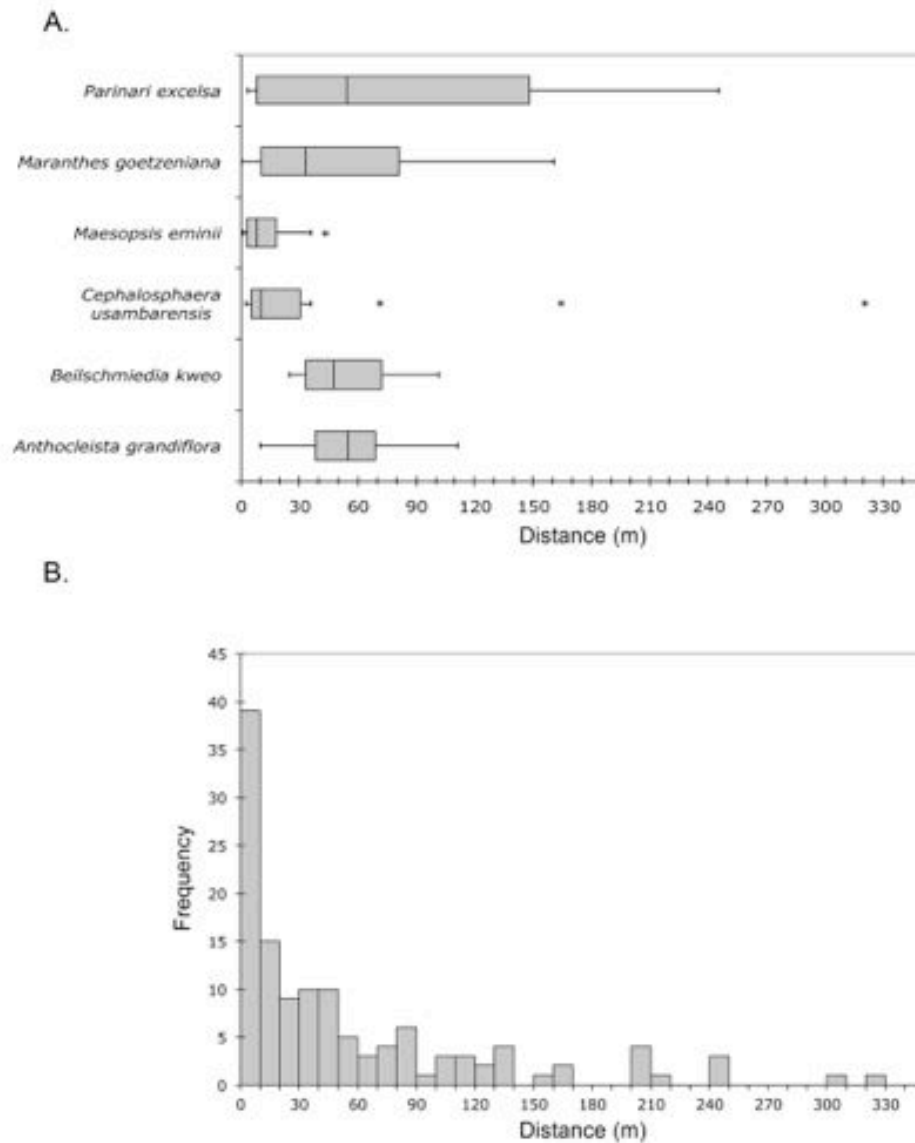 A.
Parinari excelsa
Maranthes goetzeniana
Maesopsis eminii
Cephalosphaera
usambarensis
Beilschmiedia kweo
Anthocleista grandiflora
0 30 60 90 120 150 180 210 240 270 300 330
Distance (m)
B.
45
40
35
30
25
20
15
10
5
0
Frequency
0 30 60 90 120 150 180 210 240 270 300 330
Distance (m)